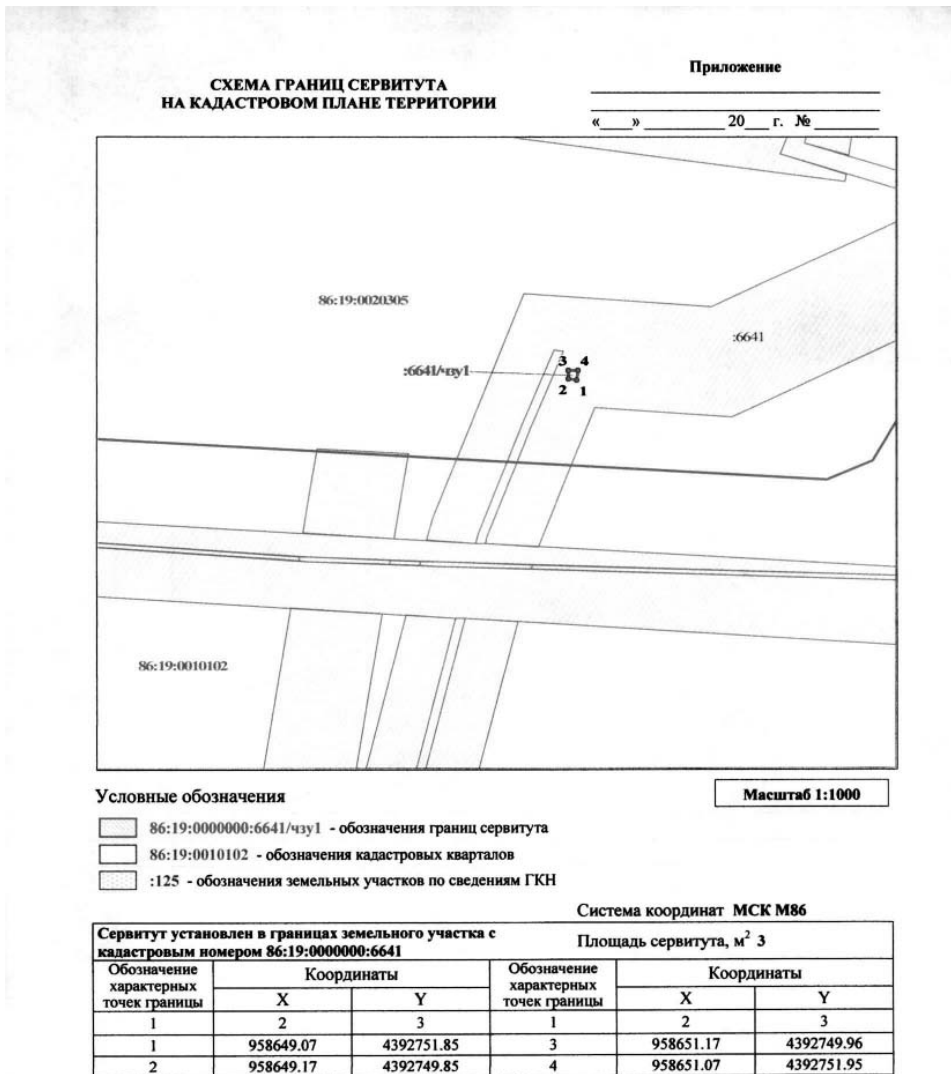 Приложение
СХЕМА ГРАНИЦ СЕРВИТУТА
НА КАДАСТРОВОМ ПЛАНЕ ТЕРРИТОРИИ
«____» __________ 20___ г. № ________
86:19:0020305
:6641
:6641/чзу1
3 4
2 1
86:19:0010102
Условные обозначения
Масштаб 1:1000
86:19:0000000:6641/чзу1 - обозначения границ сервитута
86:19:0010102 - обозначения кадастровых кварталов
:125 - обозначения земельных участков по сведениям ГКН
Система координат МСК М86
Сервитут установлен в границах земельного участка с
кадастровым номером 86:19:0000000:6641
Площадь сервитута, м² 3
Обозначение характерных точек границы Координаты Обозначение характерных точек границы Координаты
X Y X Y
1 2 3 1 2 3
1 958649.07 4392751.85 3 958651.17 4392749.96
2 958649.17 4392749.85 4 958651.07 4392751.95